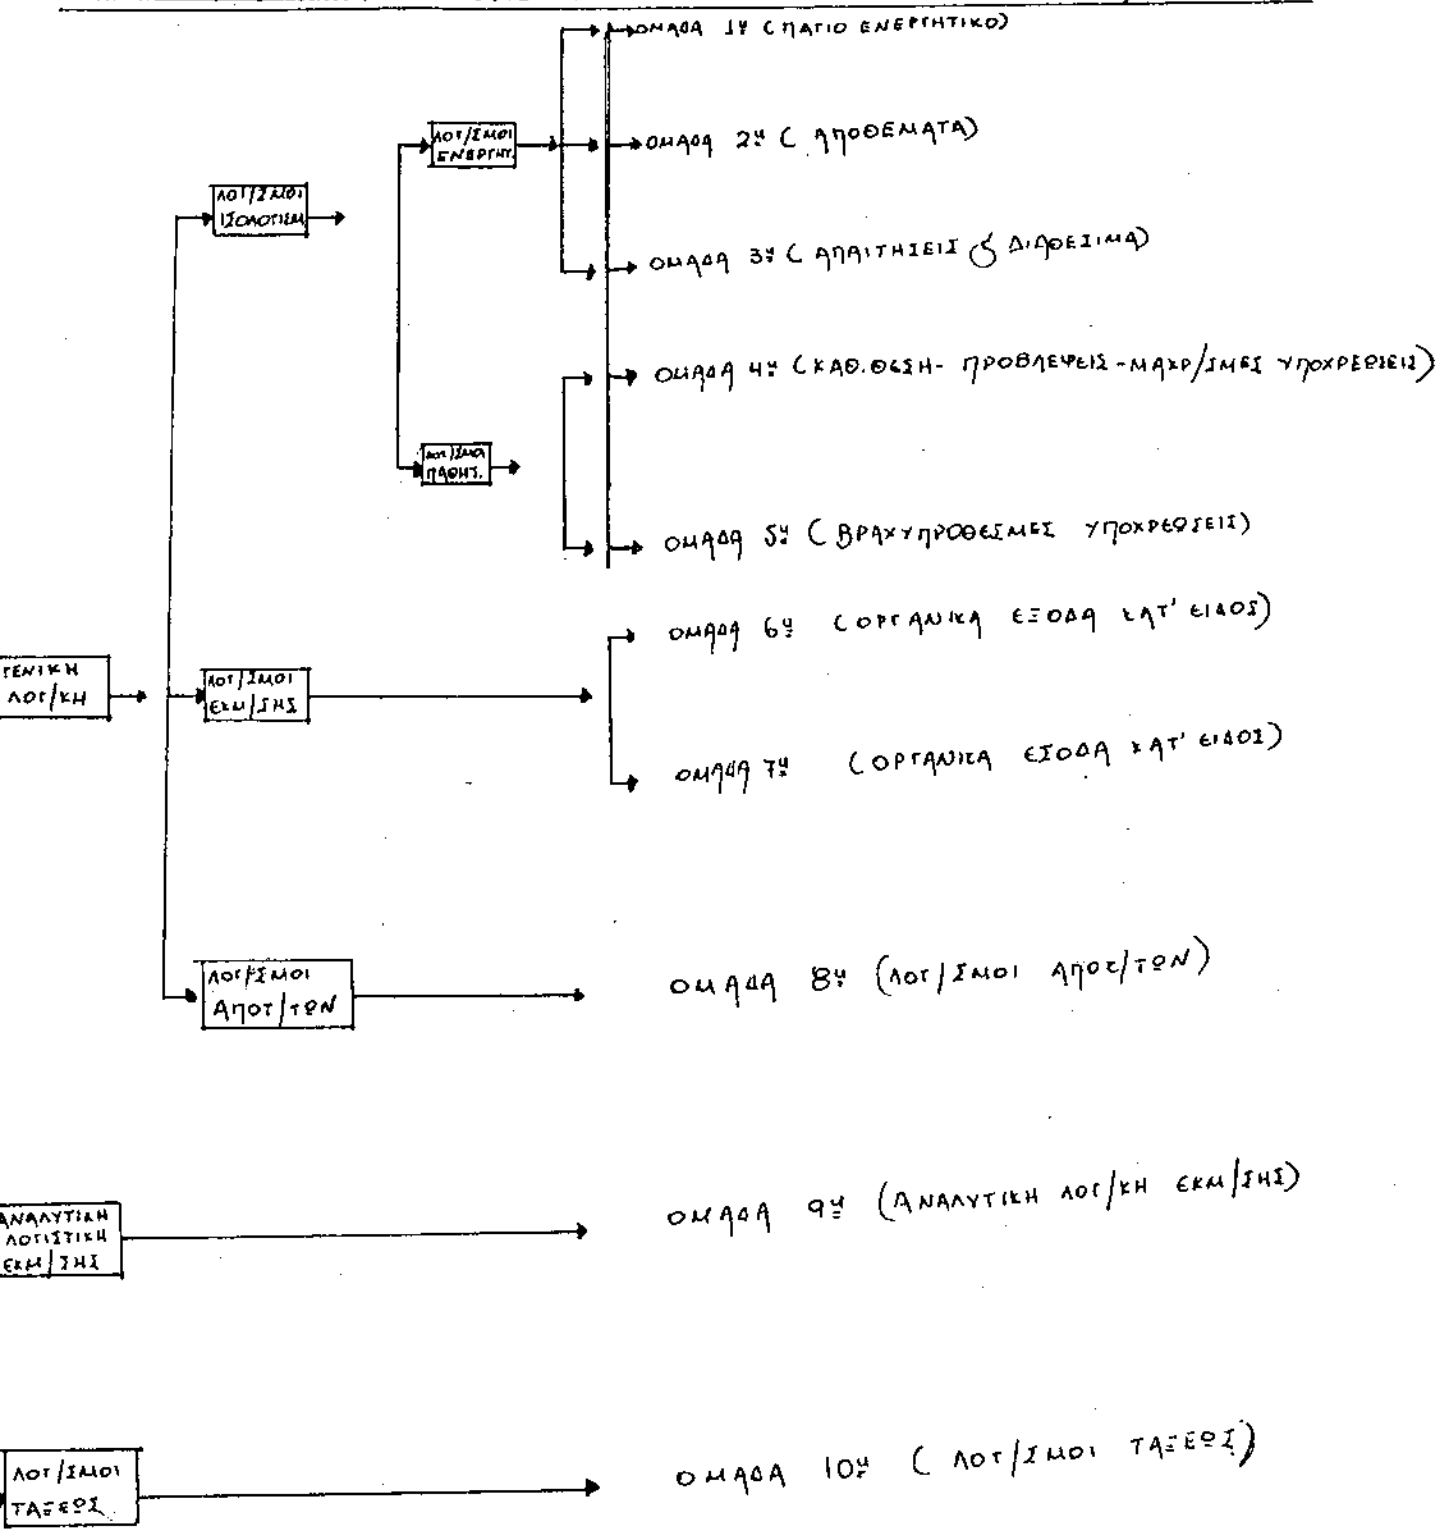 ΟΜΑΔΑ 1η (ΠΑΓΙΟ ΕΝΕΡΓΗΤΙΚΟ)
ΛΟΓ/ΣΜΟΙ
ΕΝΕΡΓΗΤ.
ΟΜΑΔΑ 2η (ΑΠΟΘΕΜΑΤΑ)
ΛΟΓ/ΣΜΟΙ
ΙΣΟΛΟΓΙΣΜ
ΟΜΑΔΑ 3η (ΑΠΑΙΤΗΣΕΙΣ & ΔΙΑΘΕΣΙΜΑ)
ΟΜΑΔΑ 4η (ΚΑΘ.ΘΕΣΗ- ΠΡΟΒΛΕΨΕΙΣ-ΜΑΚΡ/ΣΜΕΣ ΥΠΟΧΡΕΩΣΕΙΣ)
ΛΟΓ/ΣΜΟΙ
ΠΑΘΗΤ.
ΟΜΑΔΑ 5η (ΒΡΑΧΥΠΡΟΘΕΣΜΕΣ ΥΠΟΧΡΕΩΣΕΙΣ)
ΟΜΑΔΑ 6η (ΟΡΓΑΝΙΚΑ ΕΞΟΔΑ ΚΑΤ' ΕΙΔΟΣ)
ΓΕΝΙΚΗ
ΛΟΓ/ΚΗ
ΛΟΓ/ΣΜΟΙ
ΕΚΜ/ΣΗΣ
ΟΜΑΔΑ 7η (ΟΡΓΑΝΙΚΑ ΕΣΟΔΑ ΚΑΤ' ΕΙΔΟΣ)
ΛΟΓ/ΣΜΟΙ
ΑΠΟΤ/ΤΩΝ
ΟΜΑΔΑ 8η (ΛΟΓ/ΣΜΟΙ ΑΠΟΤ/ΤΩΝ)
ΑΝΑΛΥΤΙΚΗ
ΛΟΓΙΣΤΙΚΗ
ΕΚΜ/ΣΗΣ
ΟΜΑΔΑ 9η (ΑΝΑΛΥΤΙΚΗ ΛΟΓ/ΚΗ ΕΚΜ/ΣΗΣ)
ΛΟΓ/ΣΜΟΙ
ΤΑΞΕΩΣ
ΟΜΑΔΑ 10η (ΛΟΓ/ΣΜΟΙ ΤΑΞΕΩΣ)